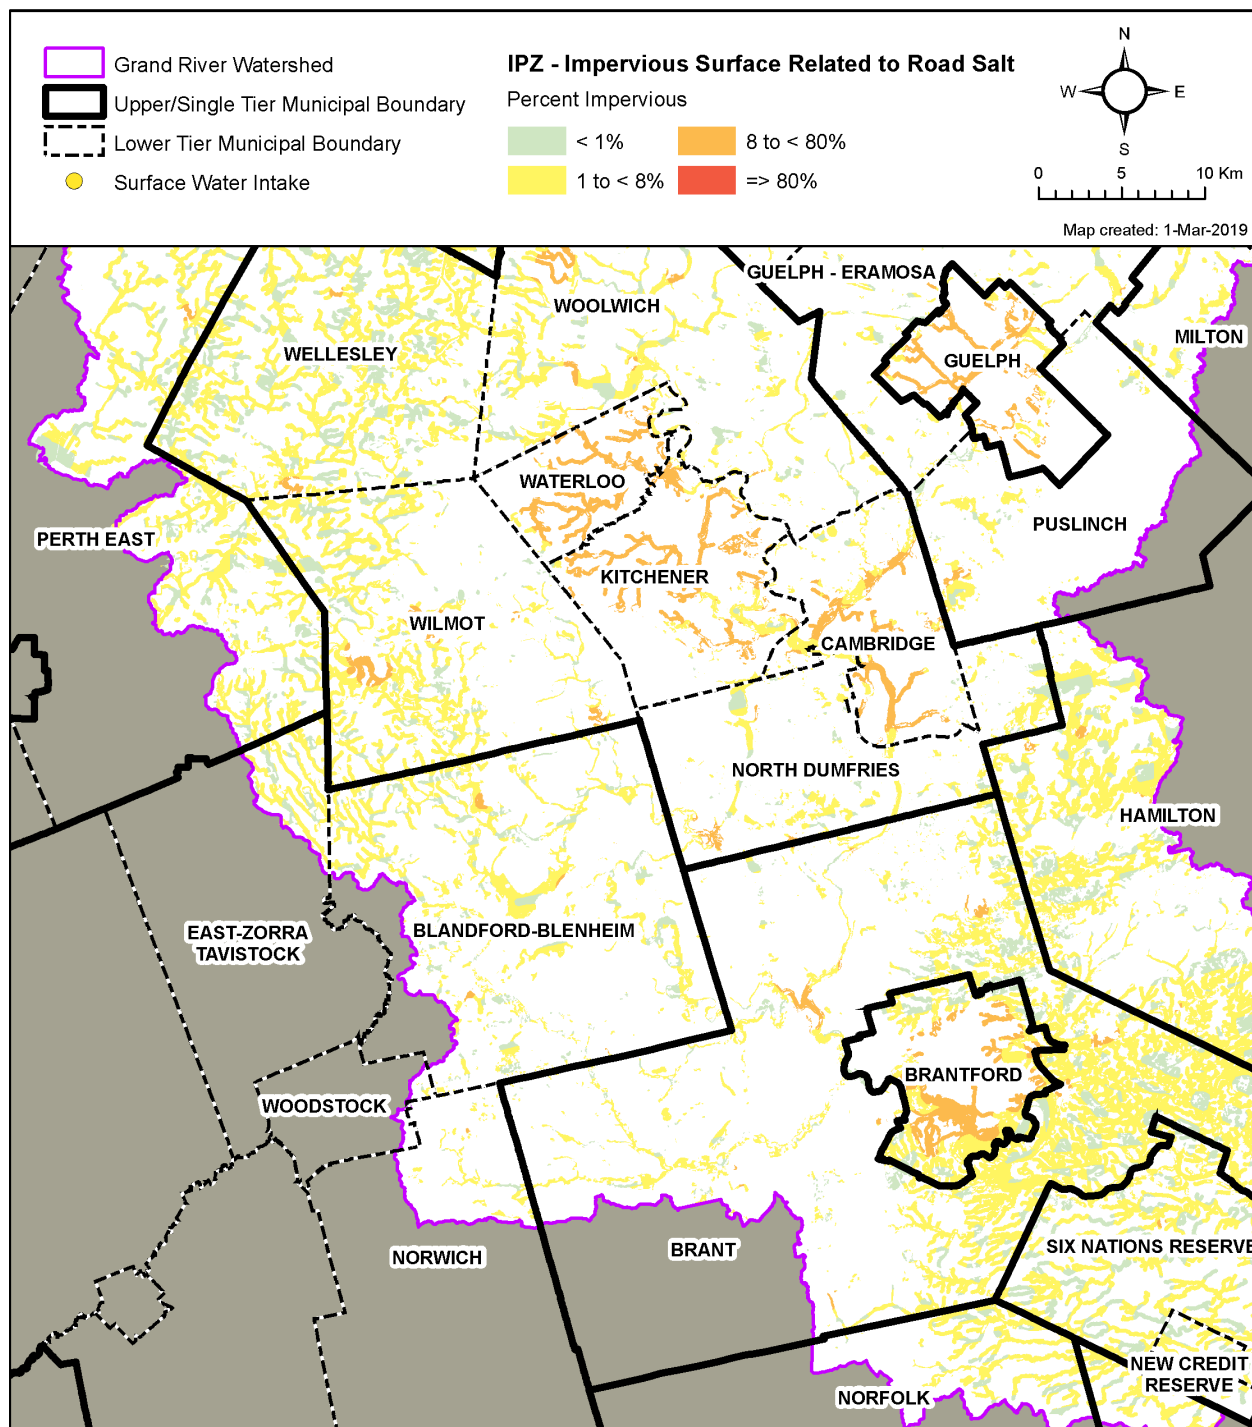 Grand River Watershed
Upper/Single Tier Municipal Boundary
Lower Tier Municipal Boundary
Surface Water Intake
IPZ - Impervious Surface Related to Road Salt
Percent Impervious
< 1%
8 to < 80%
1 to < 8%
=> 80%
N
W
E
S
0
5
10 Km
Map created: 1-Mar-2019
GUELPH - ERAMOSA
WOOLWICH
MILTON
WELLESLEY
GUELPH
WATERLOO
PUSLINCH
PERTH EAST
KITCHENER
WILMOT
CAMBRIDGE
NORTH DUMFRIES
HAMILTON
EAST-ZORRA
TAVISTOCK
BLANDFORD-BLENHEIM
BRANTFORD
WOODSTOCK
NORWICH
BRANT
SIX NATIONS RESERVE
NEW CREDIT
RESERVE
NORFOLK